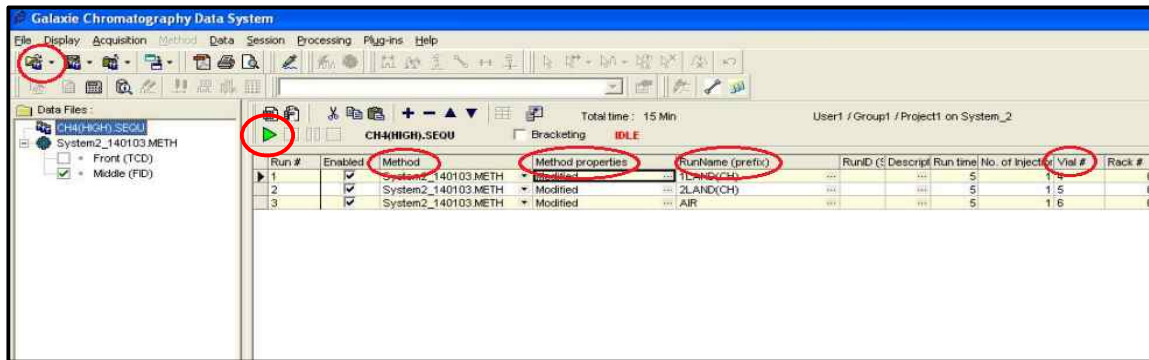 Galaxie Chromatography Data System
File Display Acquisition Method Data Session Processing Plug-ins Help
Data Files :
CH4(HIGH).SEQU
System2_140103.METH
Front (TCD)
Middle (FID)
Total time : 15 Min
User1 / Group1 / Project1 on System_2
CH4(HIGH).SEQU Bracketing IDLE
Run # Enabled Method Method properties RunName (prefix) RunID (S Descripti Run time No. of Injectior Vial # Rack #
1 System2_140103.METH Modified ... 1LAND(CH) ... ... 5 1 4
2 System2_140103.METH Modified ... 2LAND(CH) ... ... 5 1 5
3 System2_140103.METH Modified ... AIR ... ... 5 1 6